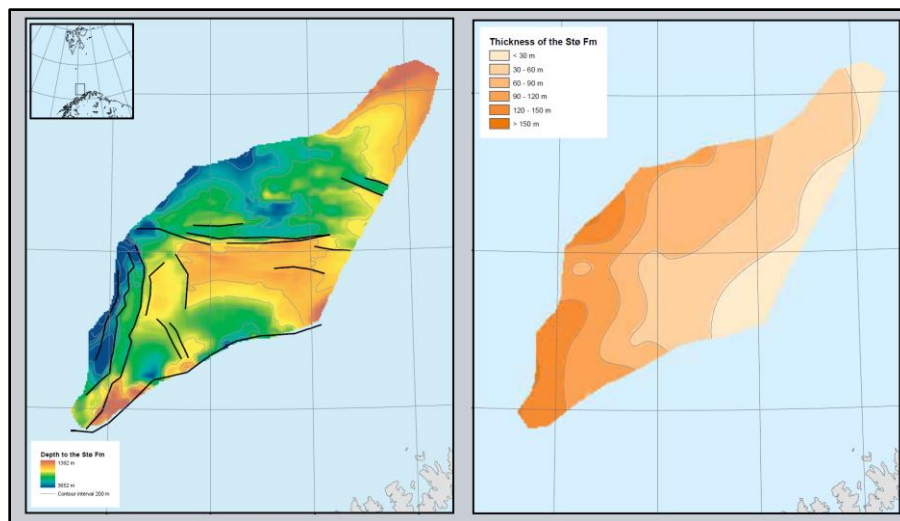 Depth to the Stø Fm
1362 m
3652 m
Contour interval 200 m
Thickness of the Stø Fm
< 30 m
30 - 60 m
60 - 90 m
90 - 120 m
120 - 150 m
> 150 m